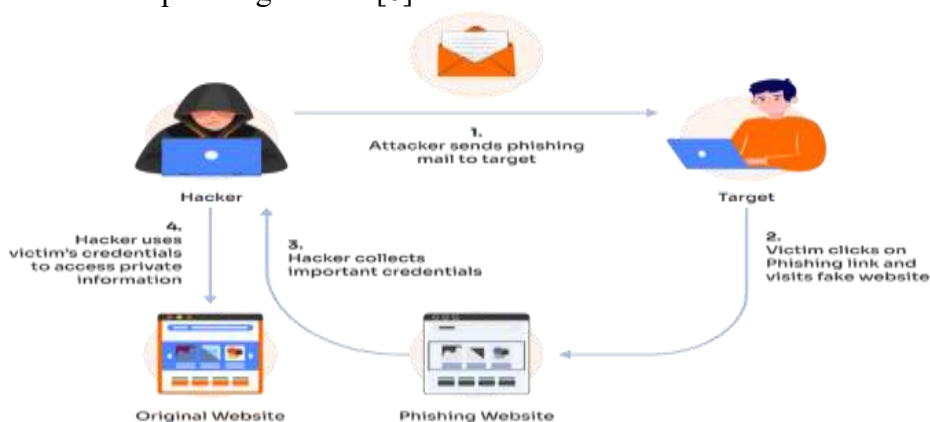 1.
Attacker sends phishing
mail to target
Hacker
Target
4.
Hacker uses
victim's credentials
to access private
information
3.
Hacker collects
important credentials
2.
Victim clicks on
Phishing link and
visits fake website
Original Website
Phishing Website